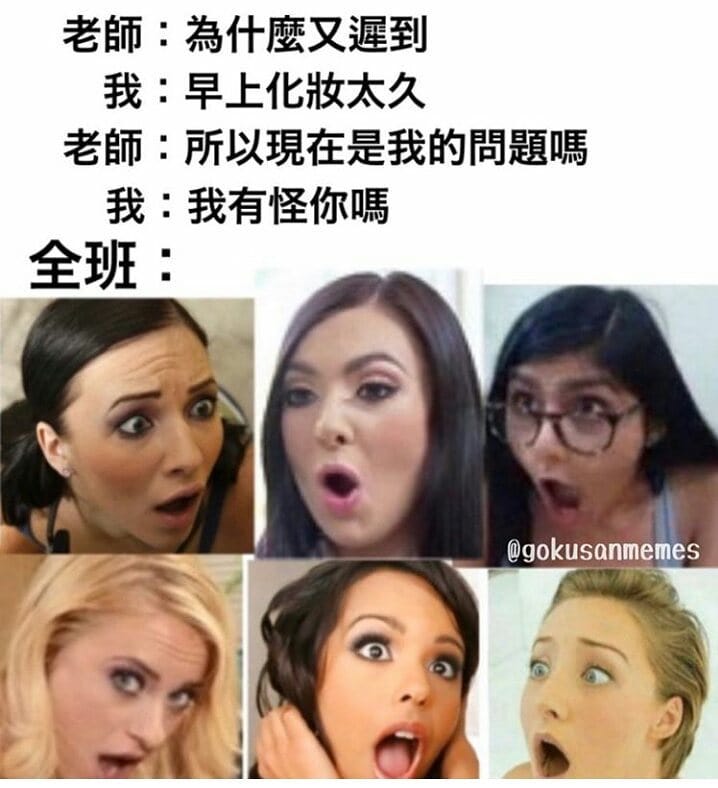 老師：為什麼又遲到
我：早上化妝太久
老師：所以現在是我的問題嗎
我：我有怪你嗎
全班：
@gokusanmemes